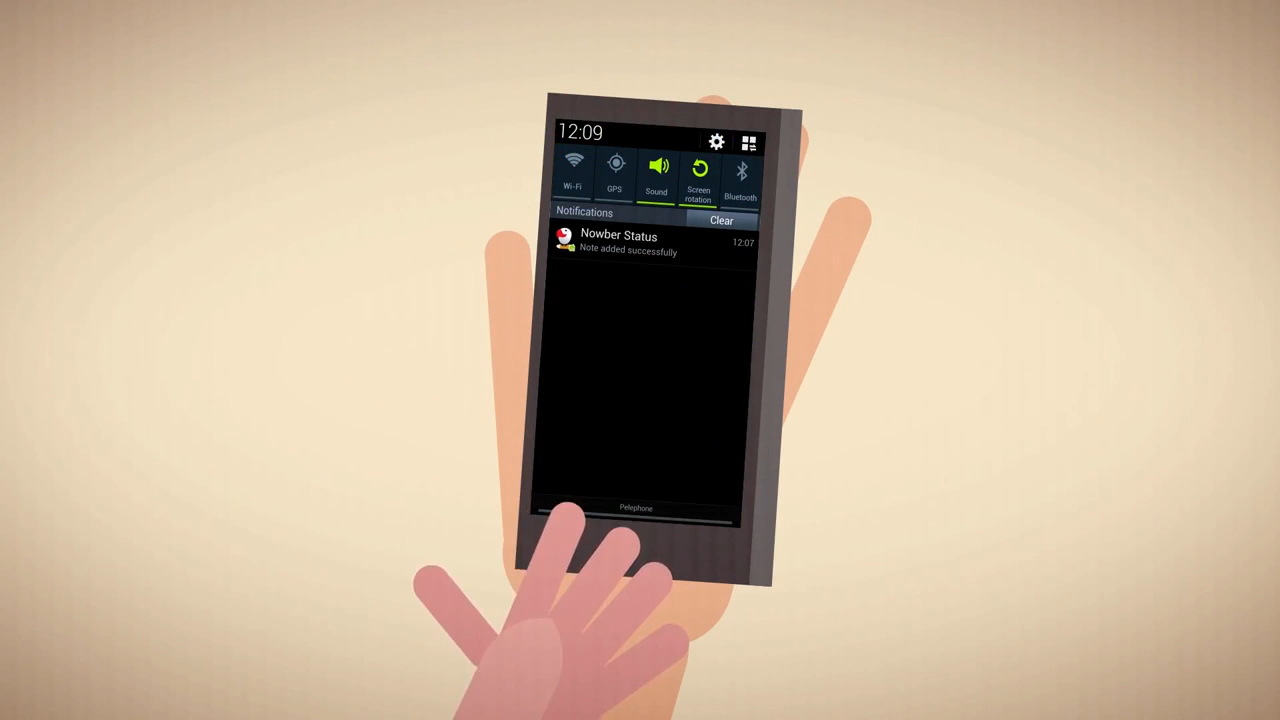 12:09
Wi-Fi
GPS
Sound
Screen
rotation
Bluetooth
Notifications
Clear
Nowber Status
12:07
Note added successfully
Pelephone